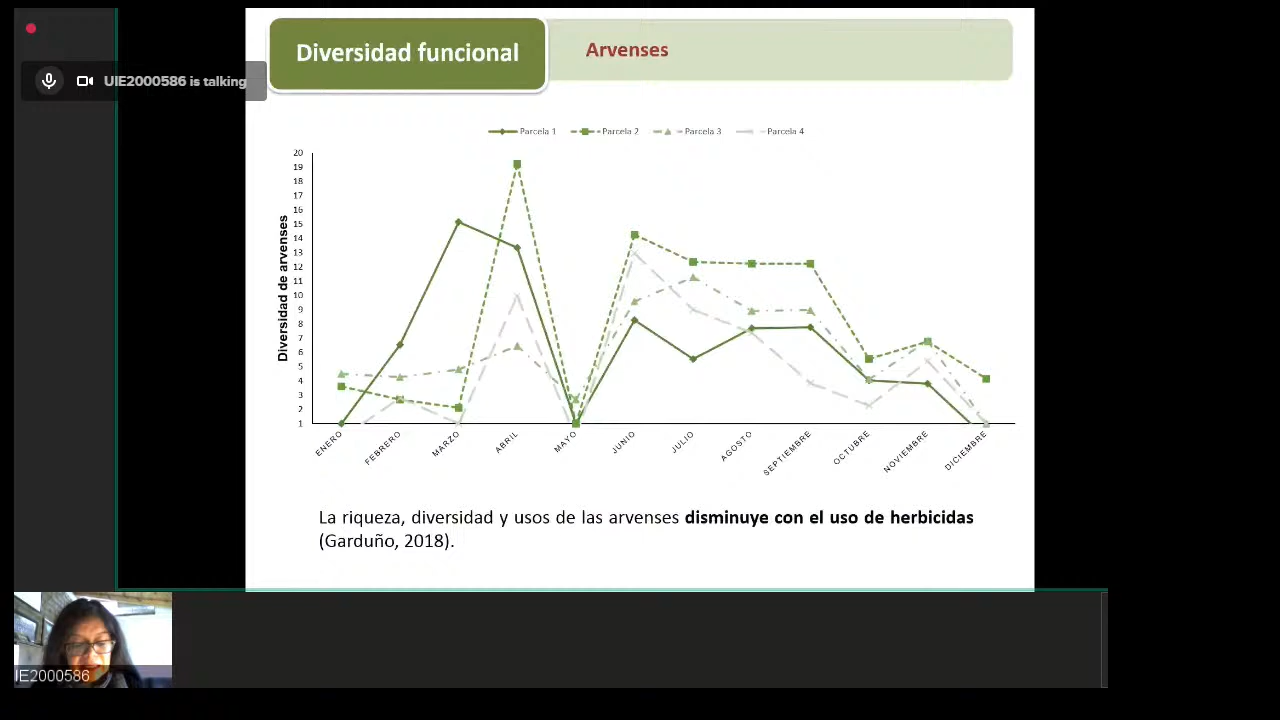 Diversidad funcional
Arvenses
UIE2000586 is talking
Parcela 1 Parcela 2 Parcela 3 Parcela 4
Diversidad de arvenses
20
19
18
17
16
15
14
13
12
11
10
9
8
7
6
5
4
3
2
1
ENERO
FEBRERO
MARZO
ABRIL
MAYO
JUNIO
JULIO
AGOSTO
SEPTIEMBRE
OCTUBRE
NOVIEMBRE
DICIEMBRE
La riqueza, diversidad y usos de las arvenses disminuye con el uso de herbicidas
(Garduño, 2018).
IE2000586